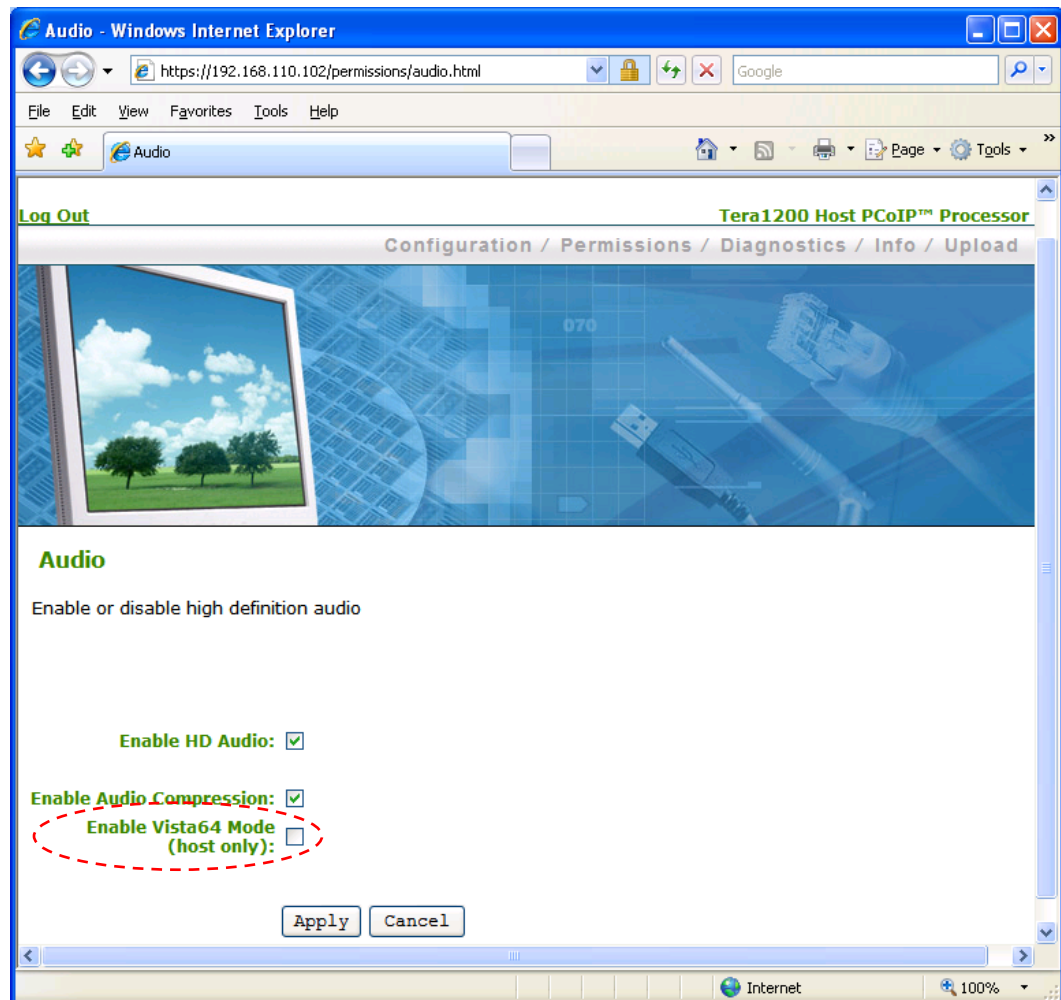 Audio - Windows Internet Explorer
https://192.168.110.102/permissions/audio.html
Google
File Edit View Favorites Tools Help
Audio
Page Tools »
Log Out
Tera1200 Host PCoIP™ Processor
Configuration / Permissions / Diagnostics / Info / Upload
070
Audio
Enable or disable high definition audio
Enable HD Audio:
Enable Audio Compression:
Enable Vista64 Mode
(host only):
Apply Cancel
Internet
100%